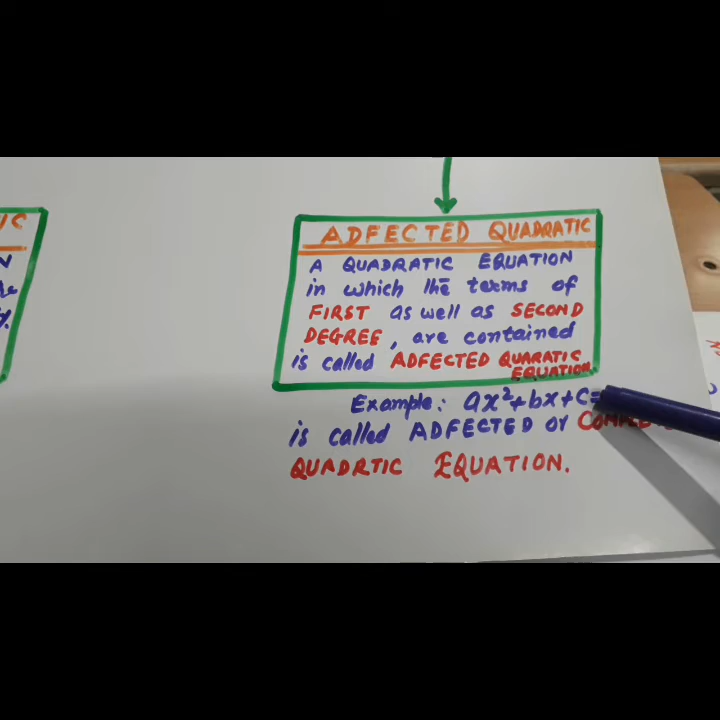 IC
N
ADFECTED QUADRATIC
A QUADRATIC EQUATION
in which the terms of
FIRST as well as SECOND
DEGREE, are contained
is called ADFECTED QUARATIC
EQUATION
Example: ax²+bx+c=
is called ADFECTED or
QUADRTIC EQUATION.